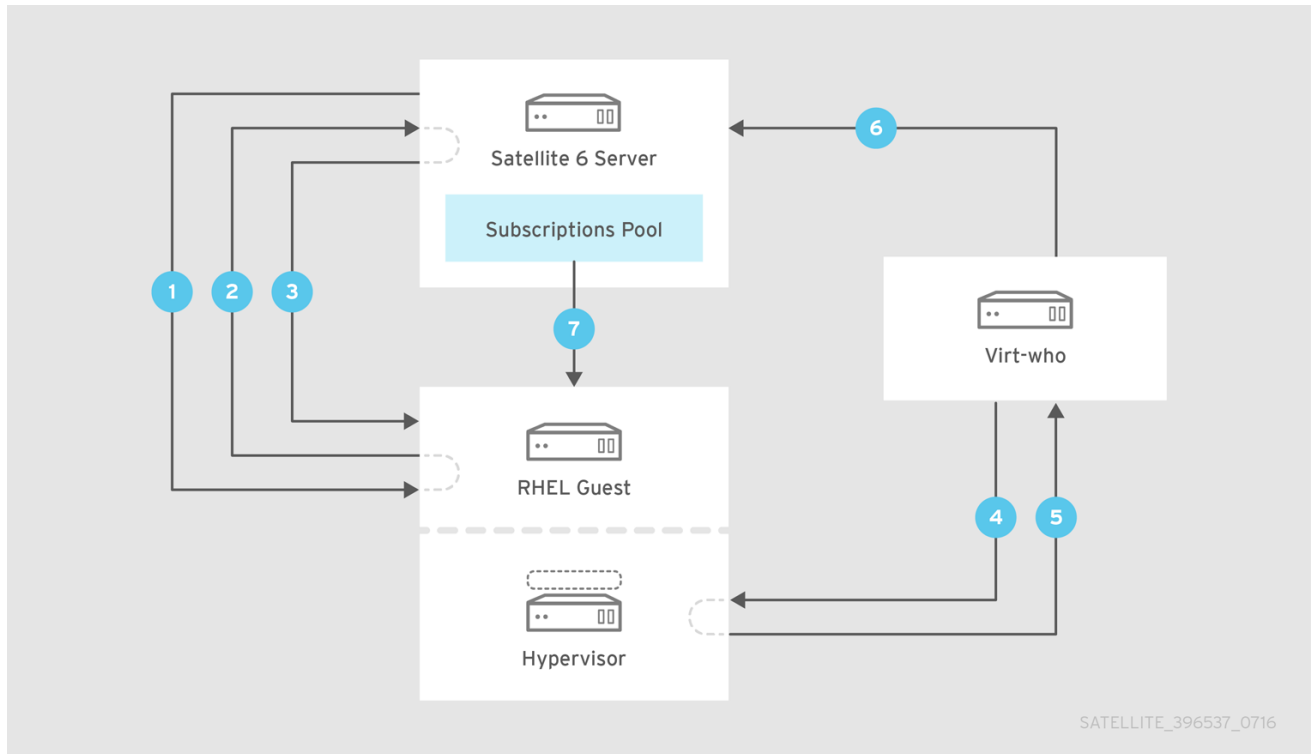 Satellite 6 Server
6
Subscriptions Pool
1
2
3
7
Virt-who
RHEL Guest
4
5
Hypervisor
SATELLITE_396537_0716